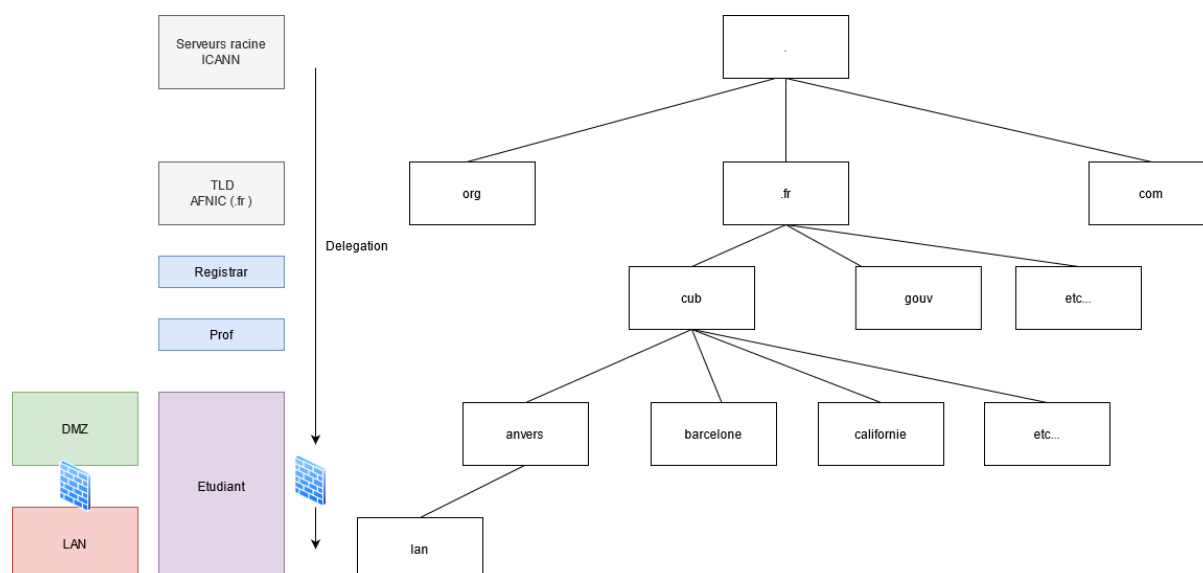 Serveurs racine
ICANN
.
TLD
AFNIC (.fr )
org
.fr
com
Delegation
Registrar
cub
gouv
etc...
Prof
DMZ
Etudiant
anvers
barcelone
californie
etc...
LAN
lan